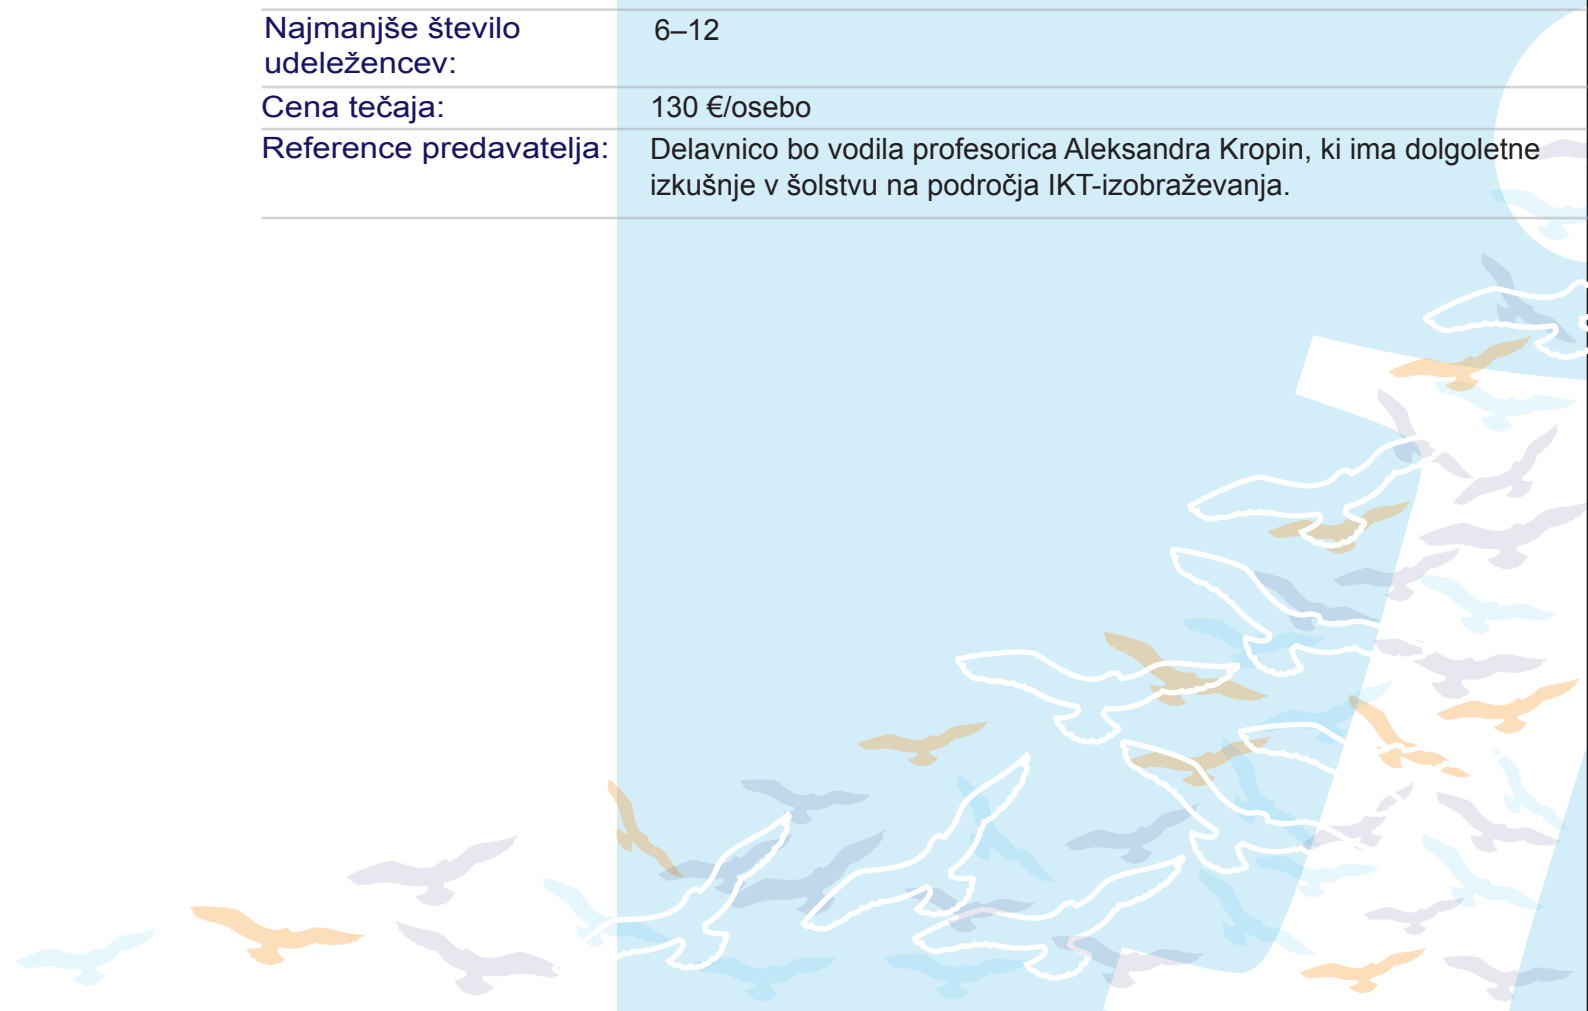 Najmanjše število
udeležencev:
6–12
Cena tečaja:
130 €/osebo
Reference predavatelja:
Delavnico bo vodila profesorica Aleksandra Kropin, ki ima dolgoletne
izkušnje v šolstvu na področja IKT-izobraževanja.